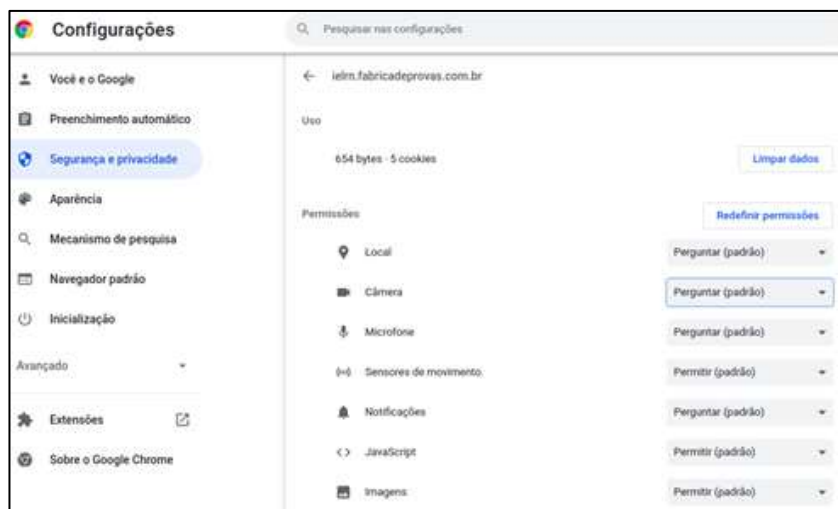 Configurações
Pesquisar nas configurações
Você e o Google
Preenchimento automático
Segurança e privacidade
Aparência
Mecanismo de pesquisa
Navegador padrão
Inicialização
Avançado
Extensões
Sobre o Google Chrome
ielrn.fabricadeprovas.com.br
Uso
654 bytes · 5 cookies
Limpar dados
Permissões
Redefinir permissões
Local
Perguntar (padrão)
Câmera
Perguntar (padrão)
Microfone
Perguntar (padrão)
Sensores de movimento.
Permitir (padrão)
Notificações
Perguntar (padrão)
JavaScript
Permitir (padrão)
Imagens
Permitir (padrão)